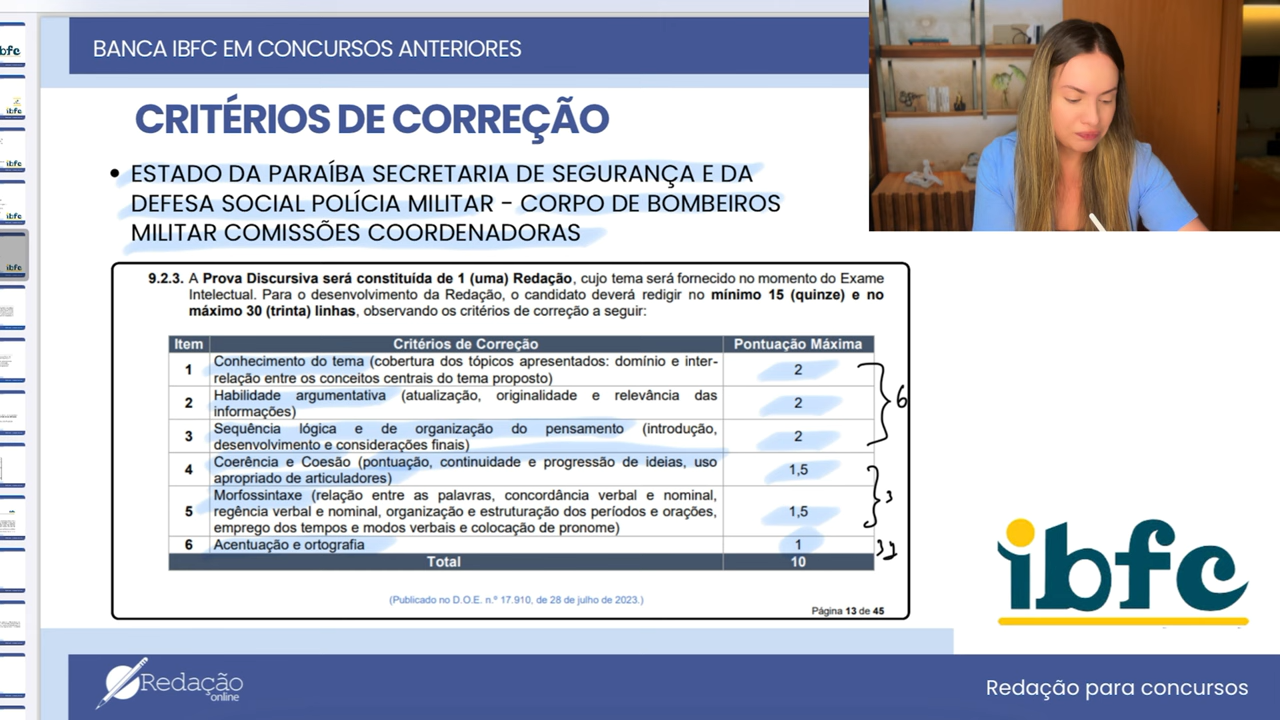 BANCA IBFC EM CONCURSOS ANTERIORES
CRITÉRIOS DE CORREÇÃO
• ESTADO DA PARAÍBA SECRETARIA DE SEGURANÇA E DA
DEFESA SOCIAL POLÍCIA MILITAR - CORPO DE BOMBEIROS
MILITAR COMISSÕES COORDENADORAS
9.2.3. A Prova Discursiva será constituída de 1 (uma) Redação, cujo tema será fornecido no momento do Exame
Intelectual. Para o desenvolvimento da Redação, o candidato deverá redigir no mínimo 15 (quinze) e no
máximo 30 (trinta) linhas, observando os critérios de correção a seguir:
Item Critérios de Correção Pontuação Máxima
1 Conhecimento do tema (cobertura dos tópicos apresentados: domínio e inter-
relação entre os conceitos centrais do tema proposto) 2
2 Habilidade argumentativa (atualização, originalidade e relevância das
informações) 2
3 Sequência lógica e de organização do pensamento (introdução,
desenvolvimento e considerações finais) 2
6
4 Coerência e Coesão (pontuação, continuidade e progressão de ideias, uso
apropriado de articuladores) 1,5
5 Morfossintaxe (relação entre as palavras, concordância verbal e nominal,
regência verbal e nominal, organização e estruturação dos períodos e orações,
emprego dos tempos e modos verbais e colocação de pronome) 1,5
3
6 Acentuação e ortografia 1
1
Total 10
(Publicado no D.O.E. n.º 17.910, de 28 de julho de 2023.)
Página 13 de 45
ibfc
Redação
online
Redação para concursos